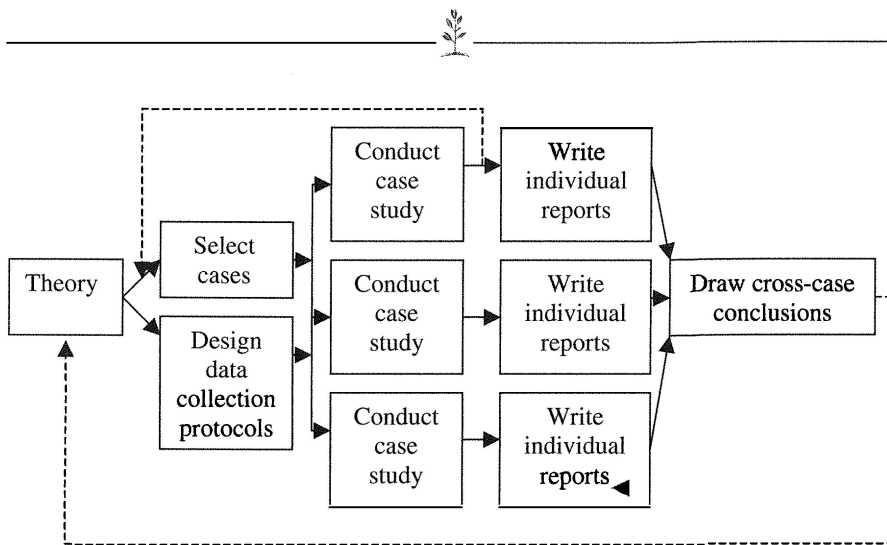 Theory
Select
cases
Design
data
collection
protocols
Conduct
case
study
Write
individual
reports
Conduct
case
study
Write
individual
reports
Conduct
case
study
Write
individual
reports
Draw cross-case
conclusions